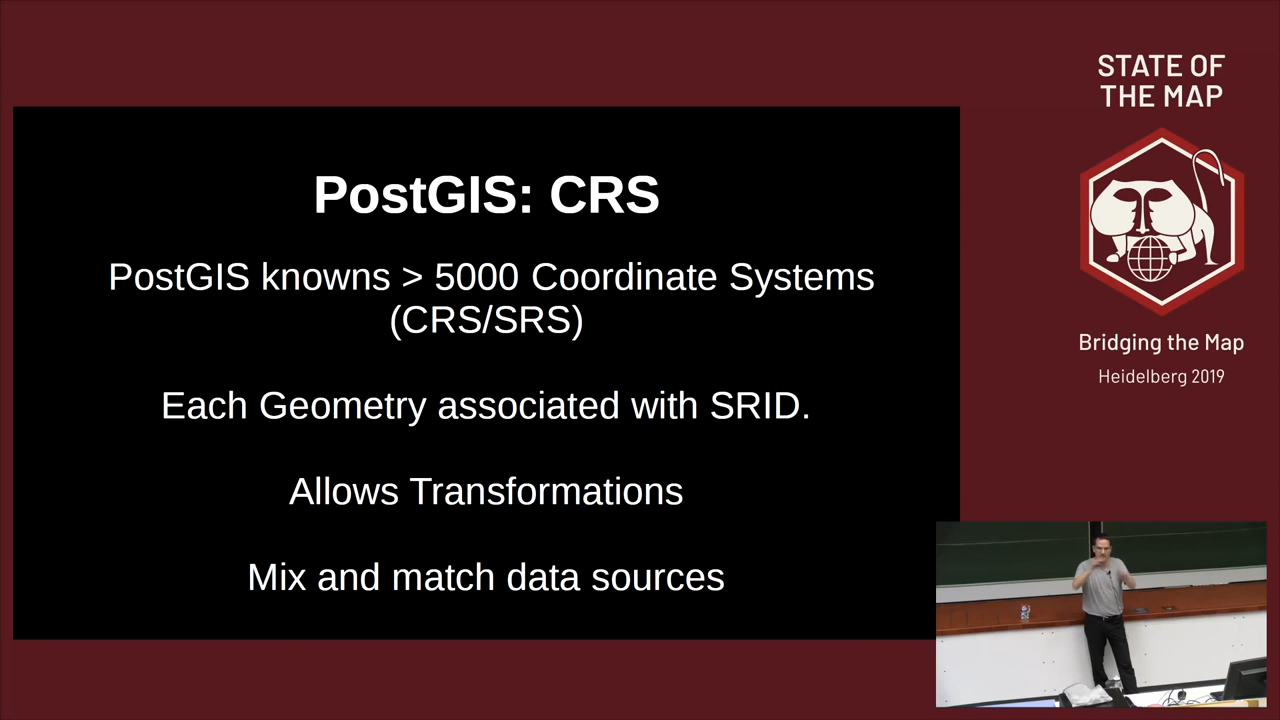 STATE OF
THE MAP
PostGIS: CRS
PostGIS knowns > 5000 Coordinate Systems
(CRS/SRS)
Each Geometry associated with SRID.
Allows Transformations
Mix and match data sources
Bridging the Map
Heidelberg 2019